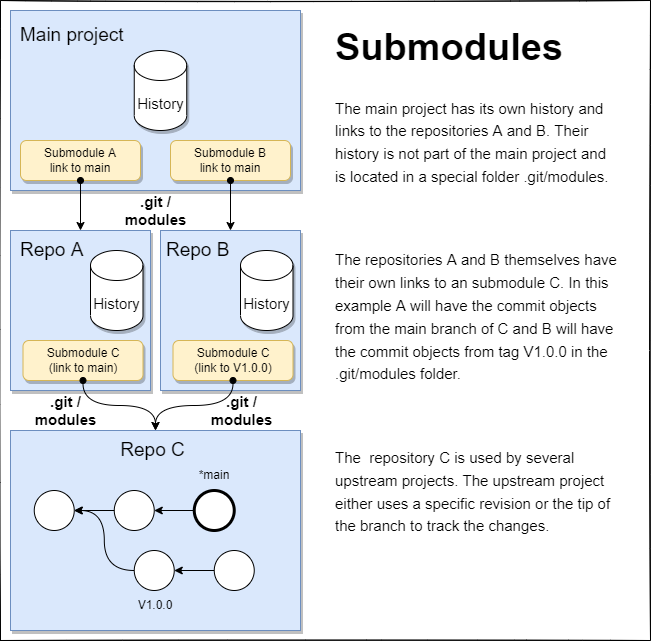 Main project
History
Submodule A
link to main
Submodule B
link to main
.git /
modules
Repo A
History
Submodule C
(link to main)
Repo B
History
Submodule C
(link to V1.0.0)
.git /
modules
.git /
modules
Repo C
*main
V1.0.0
Submodules
The main project has its own history and
links to the repositories A and B. Their
history is not part of the main project and
is located in a special folder .git/modules.
The repositories A and B themselves have
their own links to an submodule C. In this
example A will have the commit objects
from the main branch of C and B will have
the commit objects from tag V1.0.0 in the
.git/modules folder.
The  repository C is used by several
upstream projects. The upstream project
either uses a specific revision or the tip of
the branch to track the changes.